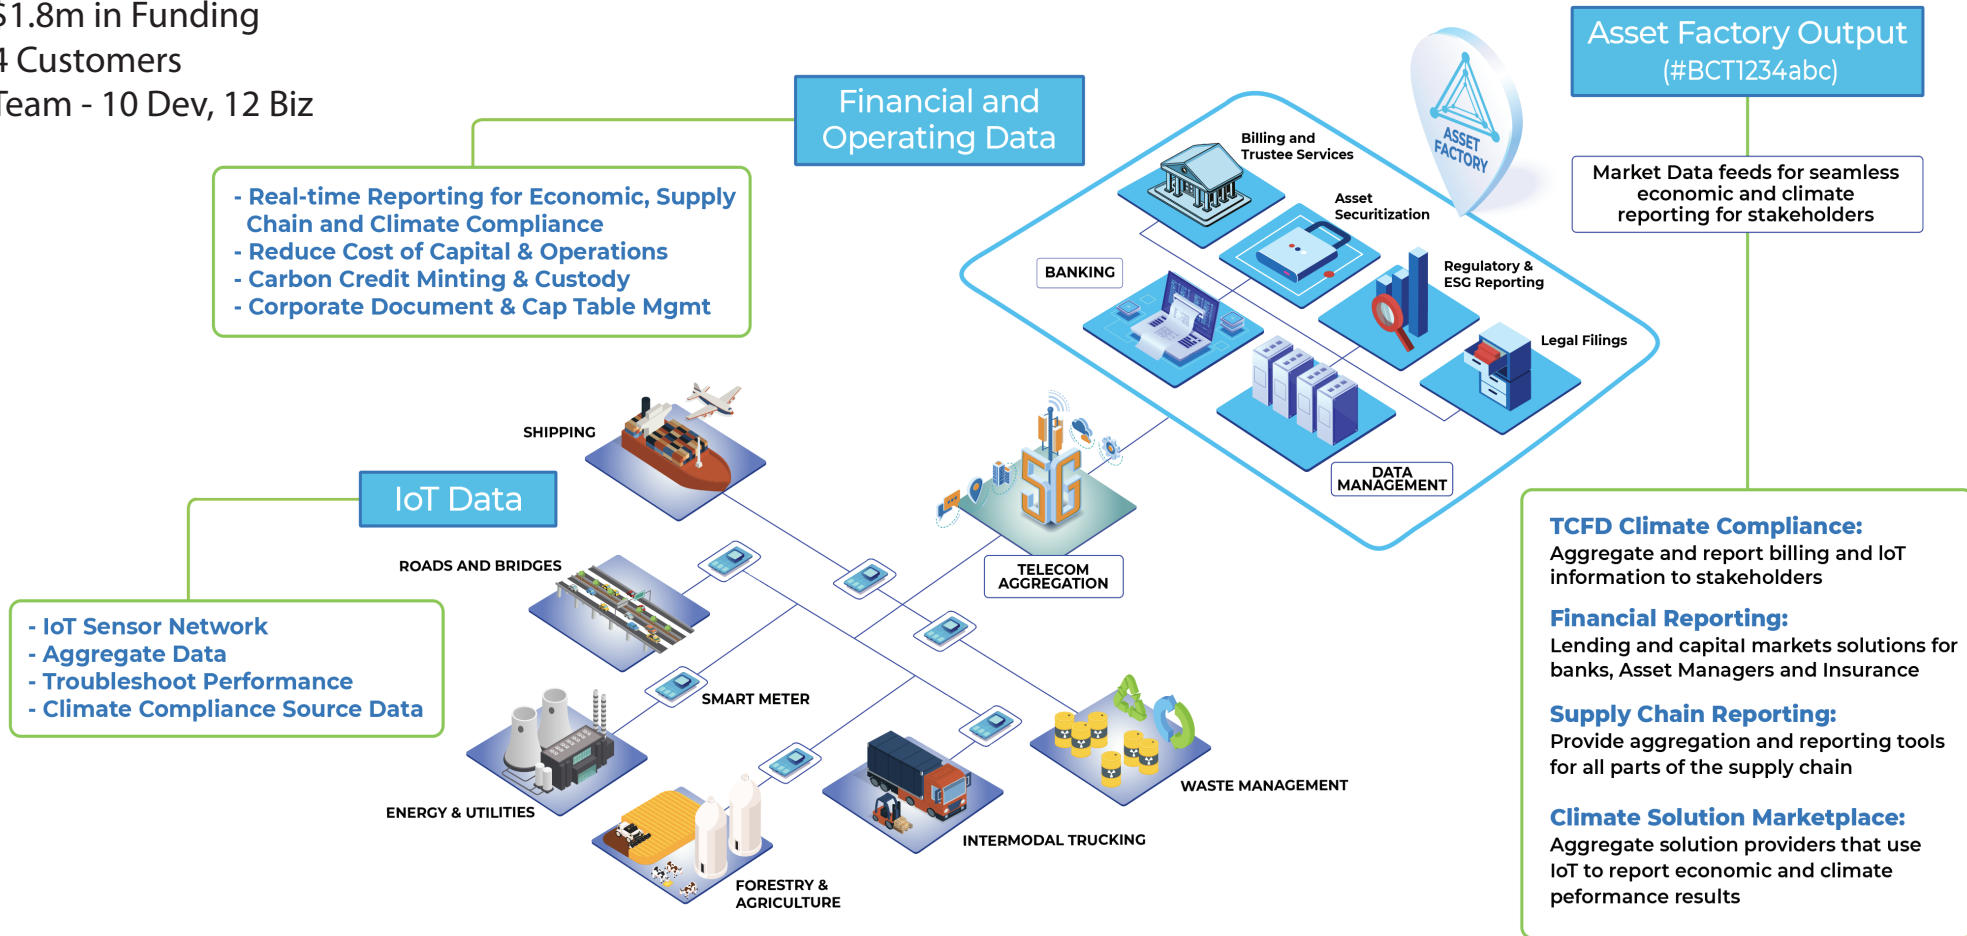 $1.8m in Funding
4 Customers
Team - 10 Dev, 12 Biz
Financial and
Operating Data
- Real-time Reporting for Economic, Supply
Chain and Climate Compliance
- Reduce Cost of Capital & Operations
- Carbon Credit Minting & Custody
- Corporate Document & Cap Table Mgmt
Billing and
Trustee Services
Asset
Securitization
BANKING
Regulatory &
ESG Reporting
Legal Filings
DATA
MANAGEMENT
ASSET
FACTORY
Asset Factory Output
(#BCT1234abc)
Market Data feeds for seamless
economic and climate
reporting for stakeholders
SHIPPING
IoT Data
- IoT Sensor Network
- Aggregate Data
- Troubleshoot Performance
- Climate Compliance Source Data
ROADS AND BRIDGES
5G
TELECOM
AGGREGATION
SMART METER
ENERGY & UTILITIES
FORESTRY &
AGRICULTURE
INTERMODAL TRUCKING
WASTE MANAGEMENT
TCFD Climate Compliance:
Aggregate and report billing and IoT
information to stakeholders
Financial Reporting:
Lending and capital markets solutions for
banks, Asset Managers and Insurance
Supply Chain Reporting:
Provide aggregation and reporting tools
for all parts of the supply chain
Climate Solution Marketplace:
Aggregate solution providers that use
IoT to report economic and climate
peformance results